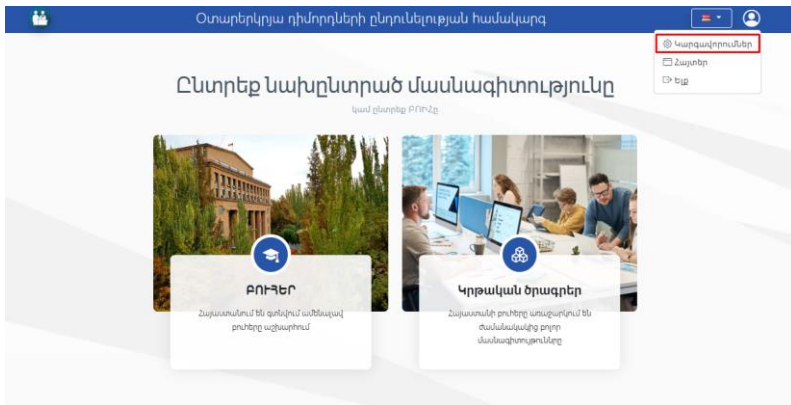 Օտարերկրյա դիմորդների ընդունելության համակարգ
Կարգավորումներ
Հայտեր
Ելք
Ընտրեք նախընտրած մասնագիտությունը
կամ ընտրեք ԲՈՒՀը
ԲՈՒՀԵՐ
Հայաստանում են գտնվում ամենալավ
բուհերը աշխարհում
Կրթական ծրագրեր
Հայաստանի բուհերը առաջարկում են
ժամանակակից բոլոր
մասնագիտությունները